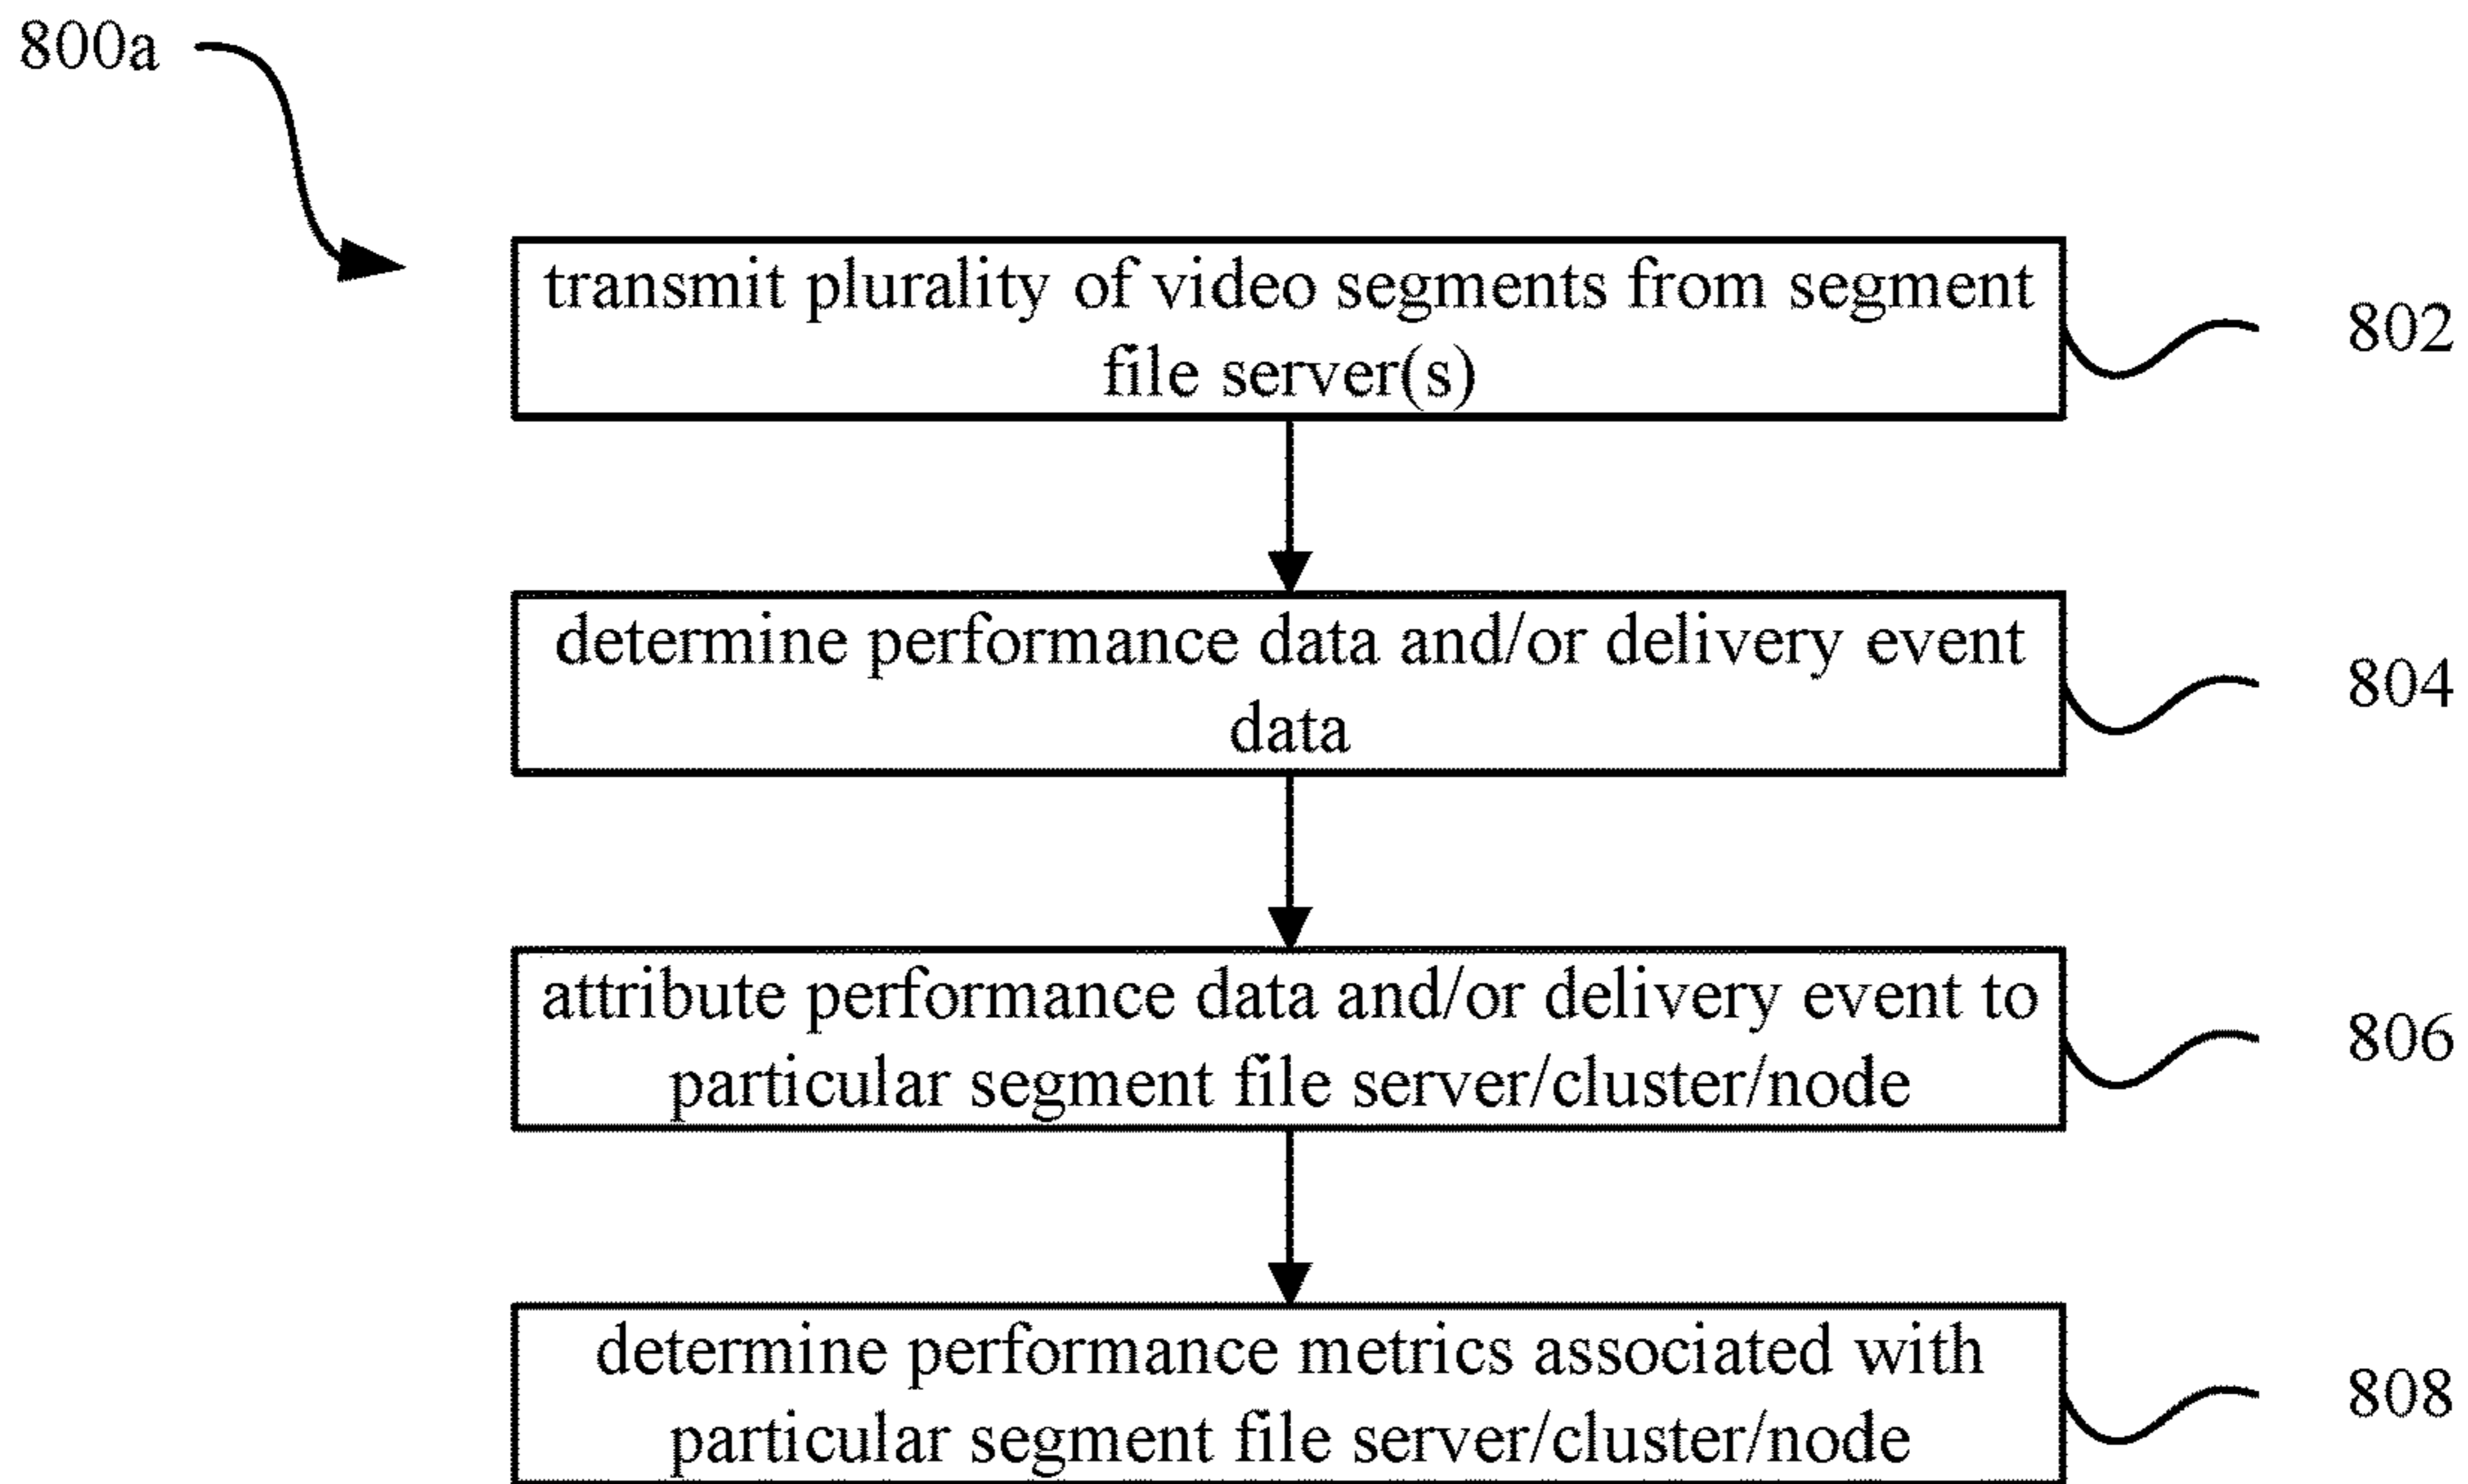 800a
transmit plurality of video segments from segment
file server(s)
802
determine performance data and/or delivery event
data
804
attribute performance data and/or delivery event to
particular segment file server/cluster/node
806
determine performance metrics associated with
particular segment file server/cluster/node
808